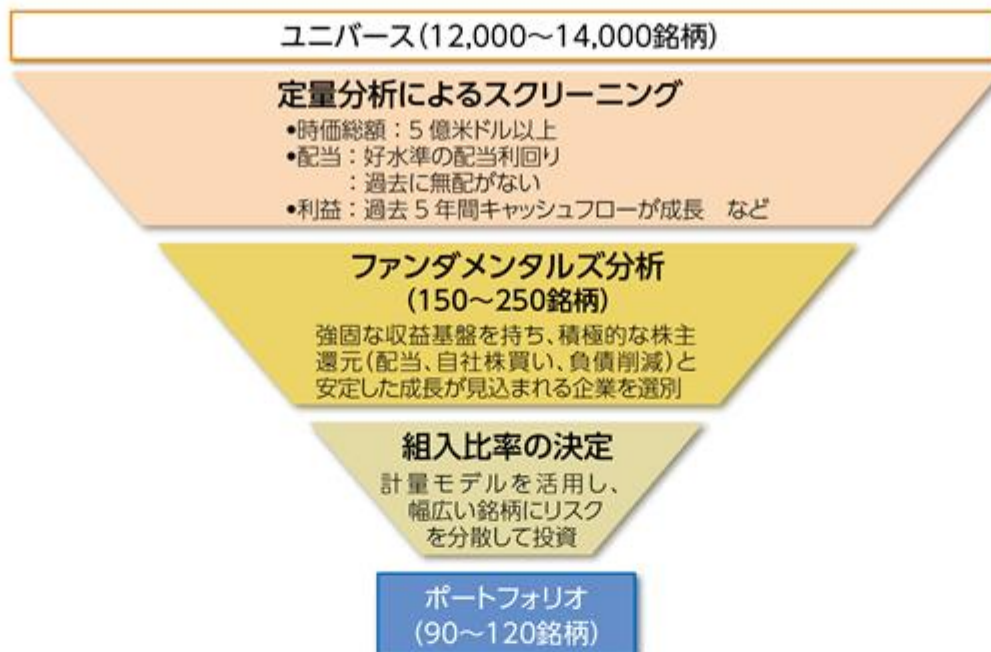 ユニバース(12,000～14,000銘柄)
定量分析によるスクリーニング
•時価総額：5億米ドル以上
•配当：好水準の配当利回り
：過去に無配がない
•利益：過去5年間キャッシュフローが成長　など
ファンダメンタルズ分析
(150～250銘柄)
強固な収益基盤を持ち、積極的な株主
還元(配当、自社株買い、負債削減)と
安定した成長が見込まれる企業を選別
組入比率の決定
計量モデルを活用し、
幅広い銘柄にリスク
を分散して投資
ポートフォリオ
(90～120銘柄)